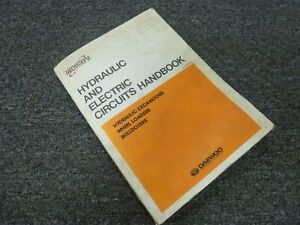 HYDRAULIC
AND
ELECTRIC
CIRCUITS HANDBOOK
HYDRAULIC EXCAVATORS
WHEEL LOADERS
BULLDOZERS
DAEWOO